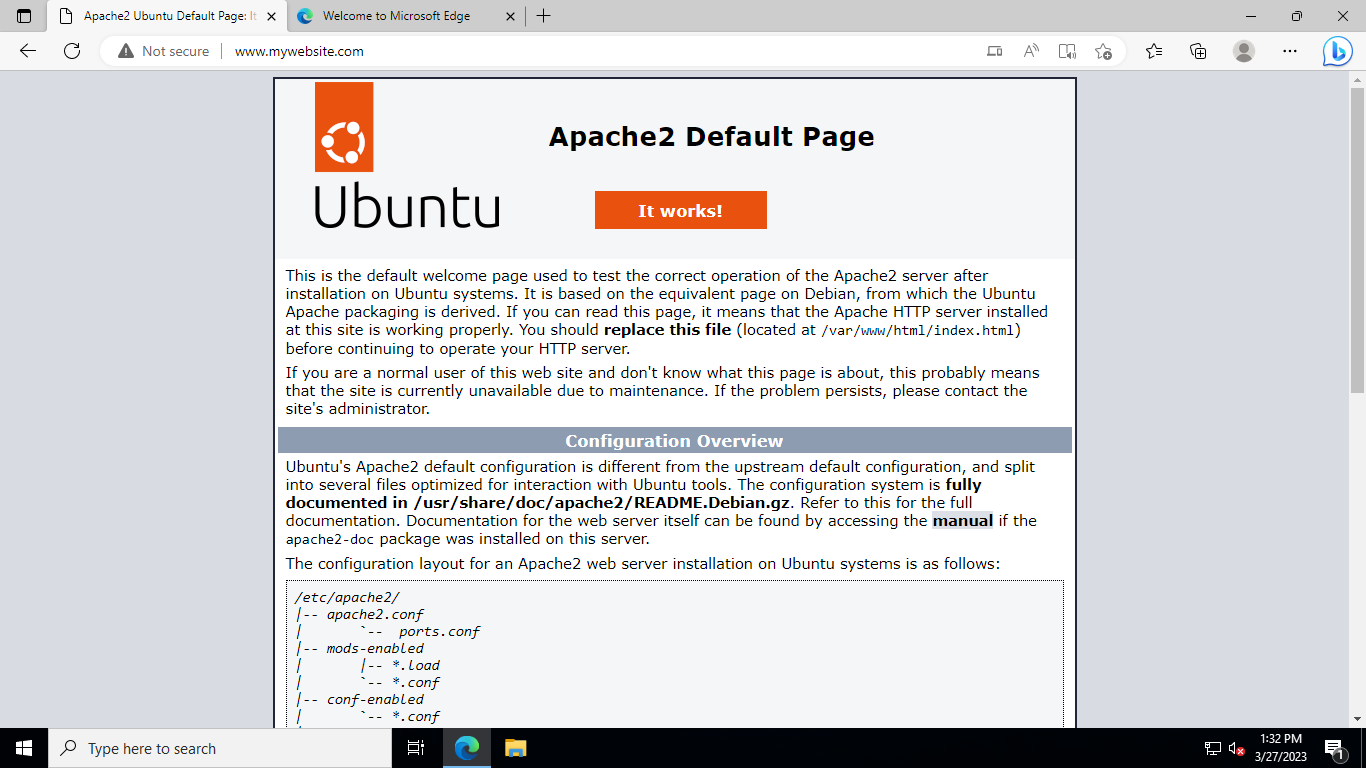 Apache2 Ubuntu Default Page: It
Welcome to Microsoft Edge
Not secure
www.mywebsite.com
Apache2 Default Page
Ubuntu
It works!
This is the default welcome page used to test the correct operation of the Apache2 server after
installation on Ubuntu systems. It is based on the equivalent page on Debian, from which the Ubuntu
Apache packaging is derived. If you can read this page, it means that the Apache HTTP server installed
at this site is working properly. You should replace this file (located at /var/www/html/index.html)
before continuing to operate your HTTP server.
If you are a normal user of this web site and don't know what this page is about, this probably means
that the site is currently unavailable due to maintenance. If the problem persists, please contact the
site's administrator.
Configuration Overview
Ubuntu's Apache2 default configuration is different from the upstream default configuration, and split
into several files optimized for interaction with Ubuntu tools. The configuration system is fully
documented in /usr/share/doc/apache2/README.Debian.gz. Refer to this for the full
documentation. Documentation for the web server itself can be found by accessing the manual if the
apache2-doc package was installed on this server.
The configuration layout for an Apache2 web server installation on Ubuntu systems is as follows:
/etc/apache2/
|-- apache2.conf
|       `--  ports.conf
|-- mods-enabled
|       |-- *.load
|       `-- *.conf
|-- conf-enabled
|       `-- *.conf
Type here to search
1:32 PM
3/27/2023
1